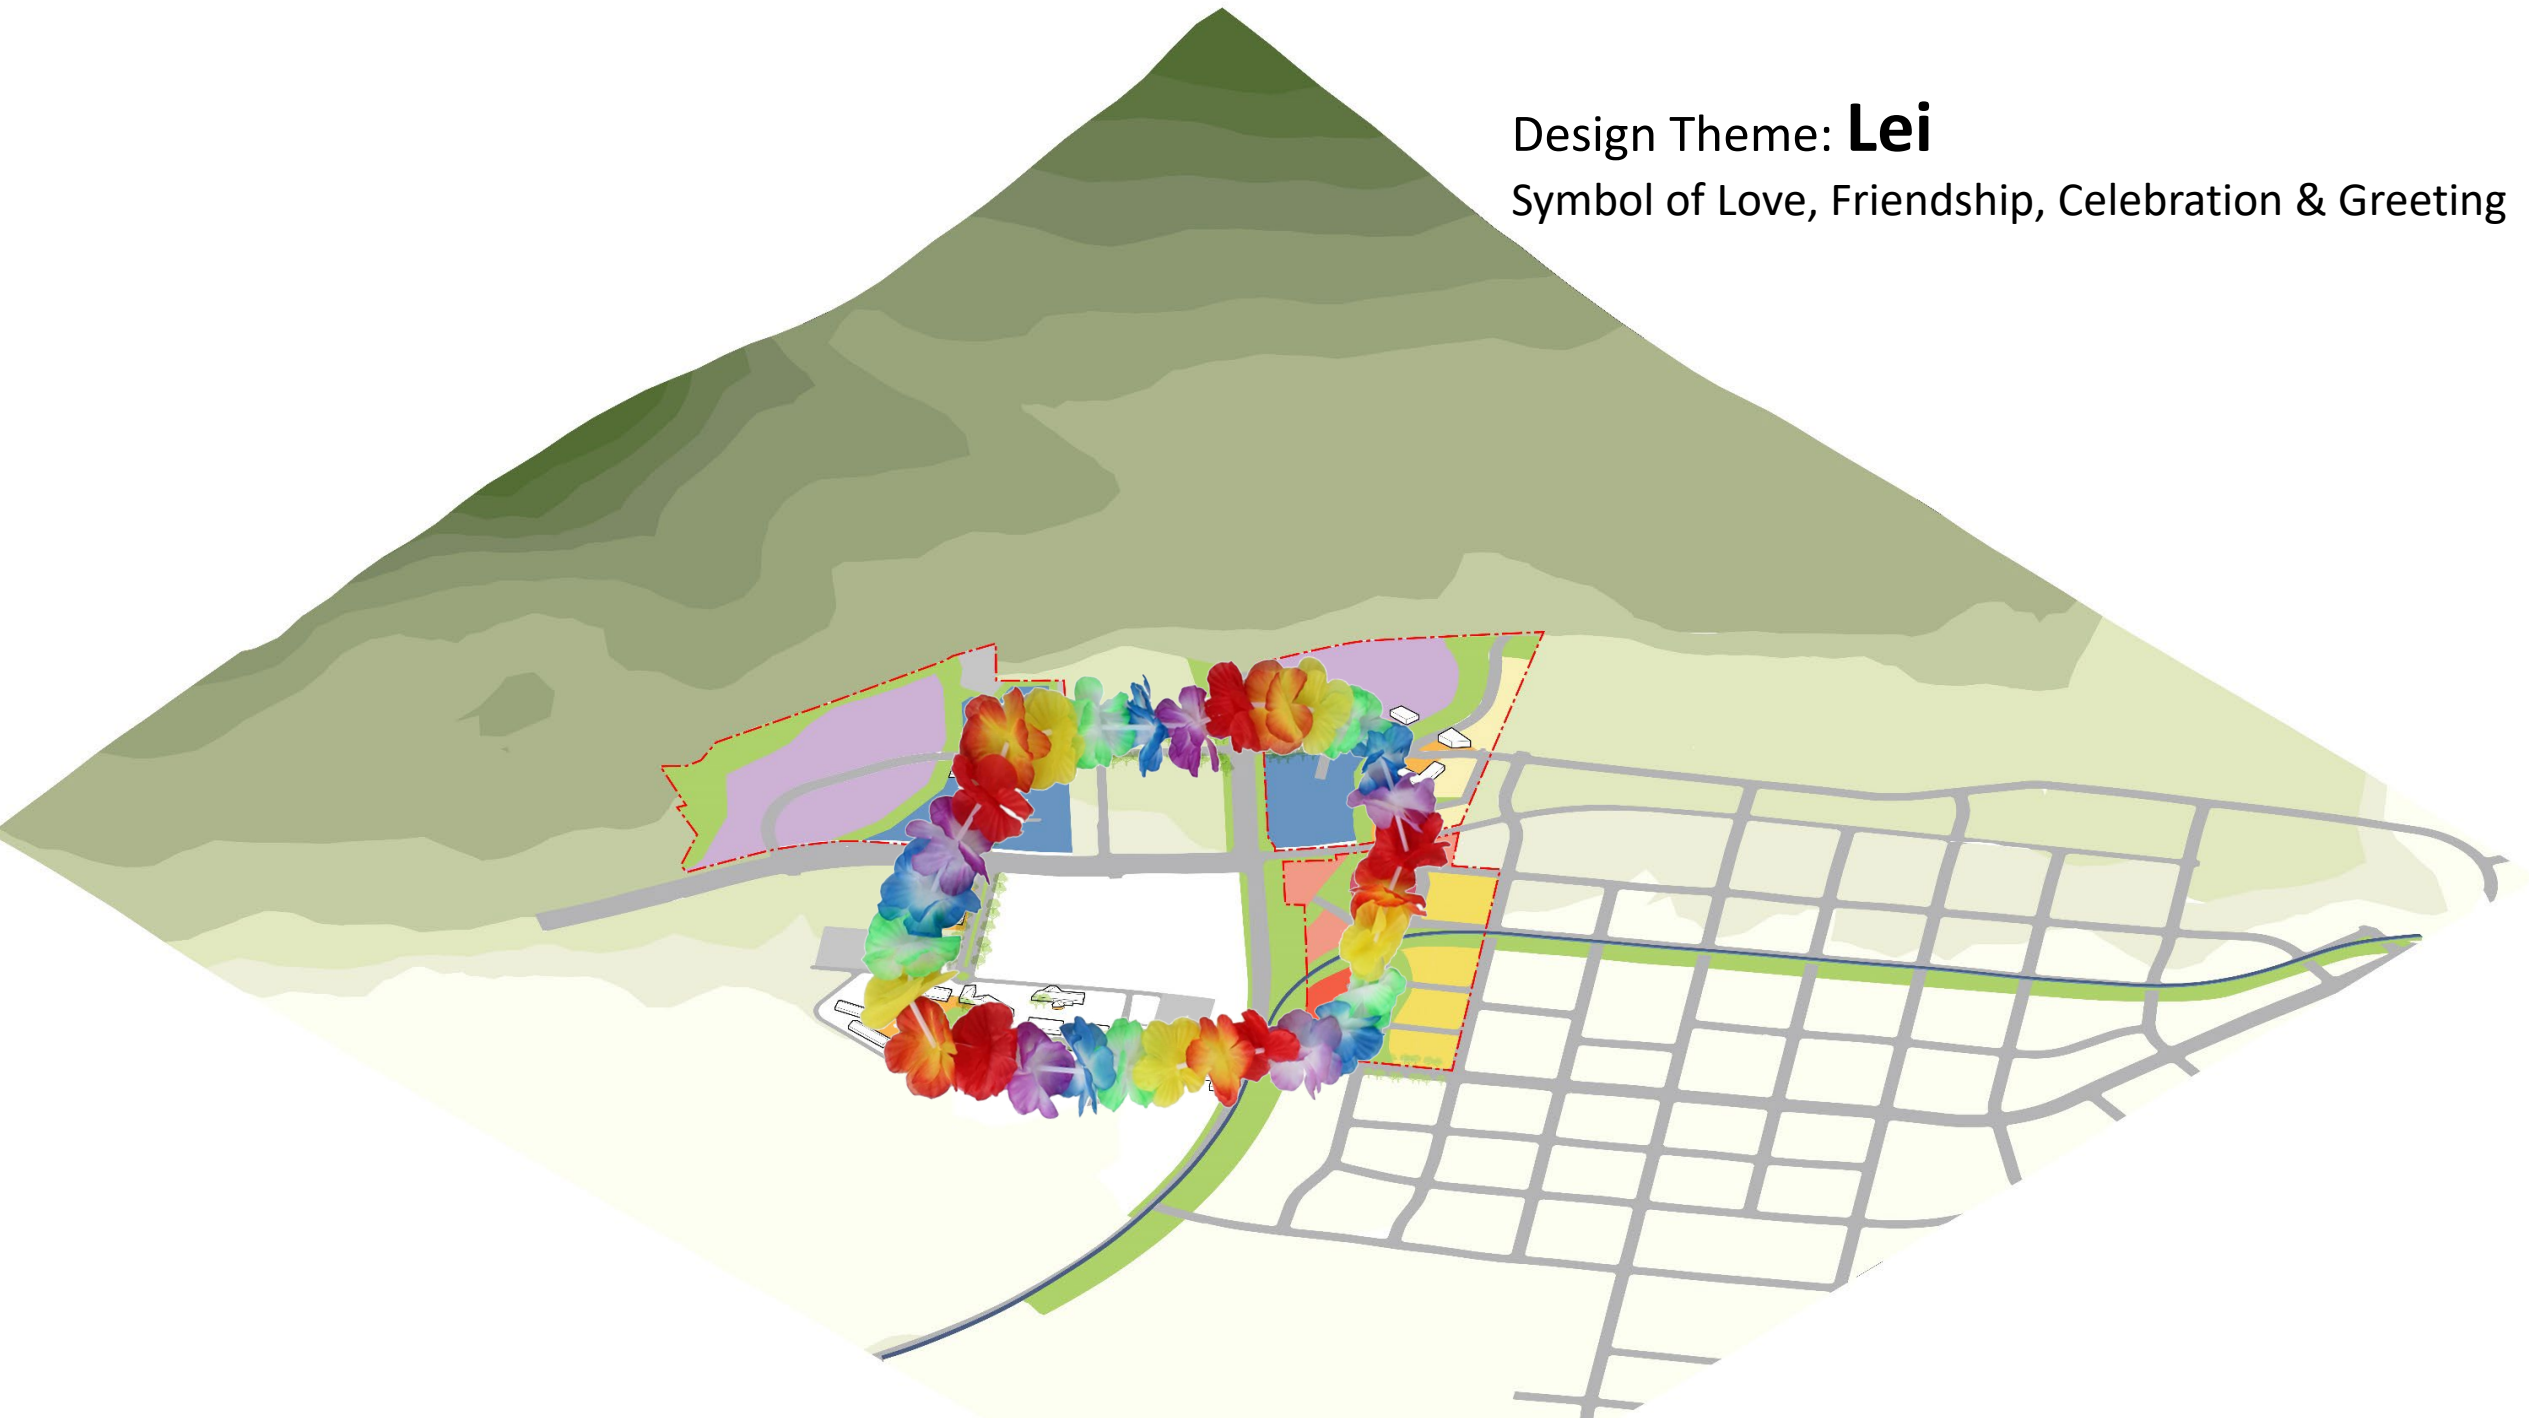 Design Theme: Lei
Symbol of Love, Friendship, Celebration & Greeting